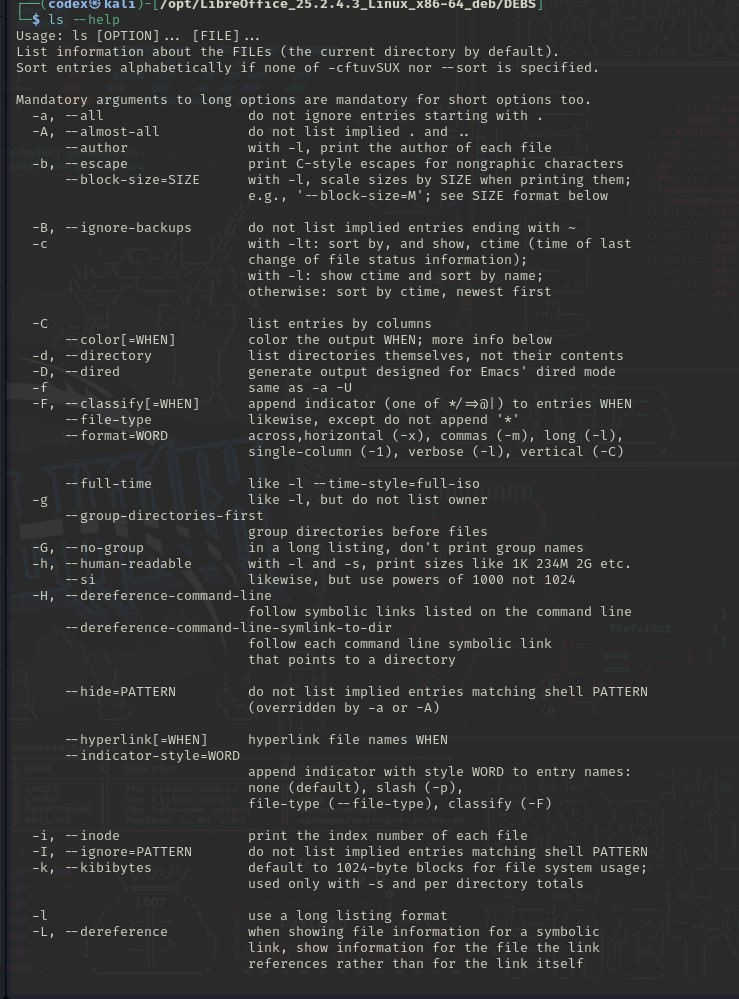 ┌──(codex㉿kali)-[/opt/LibreOffice_25.2.4.3_Linux_x86-64_deb/DEBS]
└─$ ls --help
Usage: ls [OPTION]... [FILE]...
List information about the FILEs (the current directory by default).
Sort entries alphabetically if none of -cftuvSUX nor --sort is specified.

Mandatory arguments to long options are mandatory for short options too.
  -a, --all                  do not ignore entries starting with .
  -A, --almost-all           do not list implied . and ..
      --author               with -l, print the author of each file
  -b, --escape               print C-style escapes for nongraphic characters
      --block-size=SIZE      with -l, scale sizes by SIZE when printing them;
                             e.g., '--block-size=M'; see SIZE format below

  -B, --ignore-backups       do not list implied entries ending with ~
  -c                         with -lt: sort by, and show, ctime (time of last
                             change of file status information);
                             with -l: show ctime and sort by name;
                             otherwise: sort by ctime, newest first

  -C                         list entries by columns
      --color[=WHEN]         color the output WHEN; more info below
  -d, --directory            list directories themselves, not their contents
  -D, --dired                generate output designed for Emacs' dired mode
  -f                         same as -a -U
  -F, --classify[=WHEN]      append indicator (one of */=>@|) to entries WHEN
      --file-type            likewise, except do not append '*'
      --format=WORD          across,horizontal (-x), commas (-m), long (-l),
                             single-column (-1), verbose (-l), vertical (-C)

      --full-time            like -l --time-style=full-iso
  -g                         like -l, but do not list owner
      --group-directories-first
                             group directories before files
  -G, --no-group             in a long listing, don't print group names
  -h, --human-readable       with -l and -s, print sizes like 1K 234M 2G etc.
      --si                   likewise, but use powers of 1000 not 1024
  -H, --dereference-command-line
                             follow symbolic links listed on the command line
      --dereference-command-line-symlink-to-dir
                             follow each command line symbolic link
                             that points to a directory
TheFatRat

      --hide=PATTERN         do not list implied entries matching shell PATTERN
                             (overridden by -a or -A)

      --hyperlink[=WHEN]     hyperlink file names WHEN
      --indicator-style=WORD
                             append indicator with style WORD to entry names:
                             none (default), slash (-p),
                             file-type (--file-type), classify (-F)

  -i, --inode                print the index number of each file
  -I, --ignore=PATTERN       do not list implied entries matching shell PATTERN
  -k, --kibibytes            default to 1024-byte blocks for file system usage;
                             used only with -s and per directory totals
LOOT

  -l                         use a long listing format
  -L, --dereference          when showing file information for a symbolic
                             link, show information for the file the link
                             references rather than for the link itself